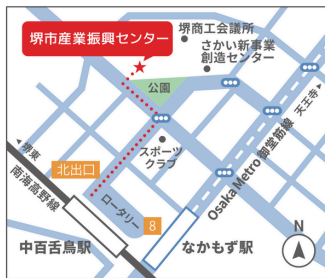 堺商工会議所
さかい新事業
創造センター
堺市産業振興センター
公園
天王寺
スポーツ
クラブ
Osaka Metro 御堂筋線
堺東
北出口
南海高野線
ロータリー
8
N
中百舌鳥駅
なかもず駅